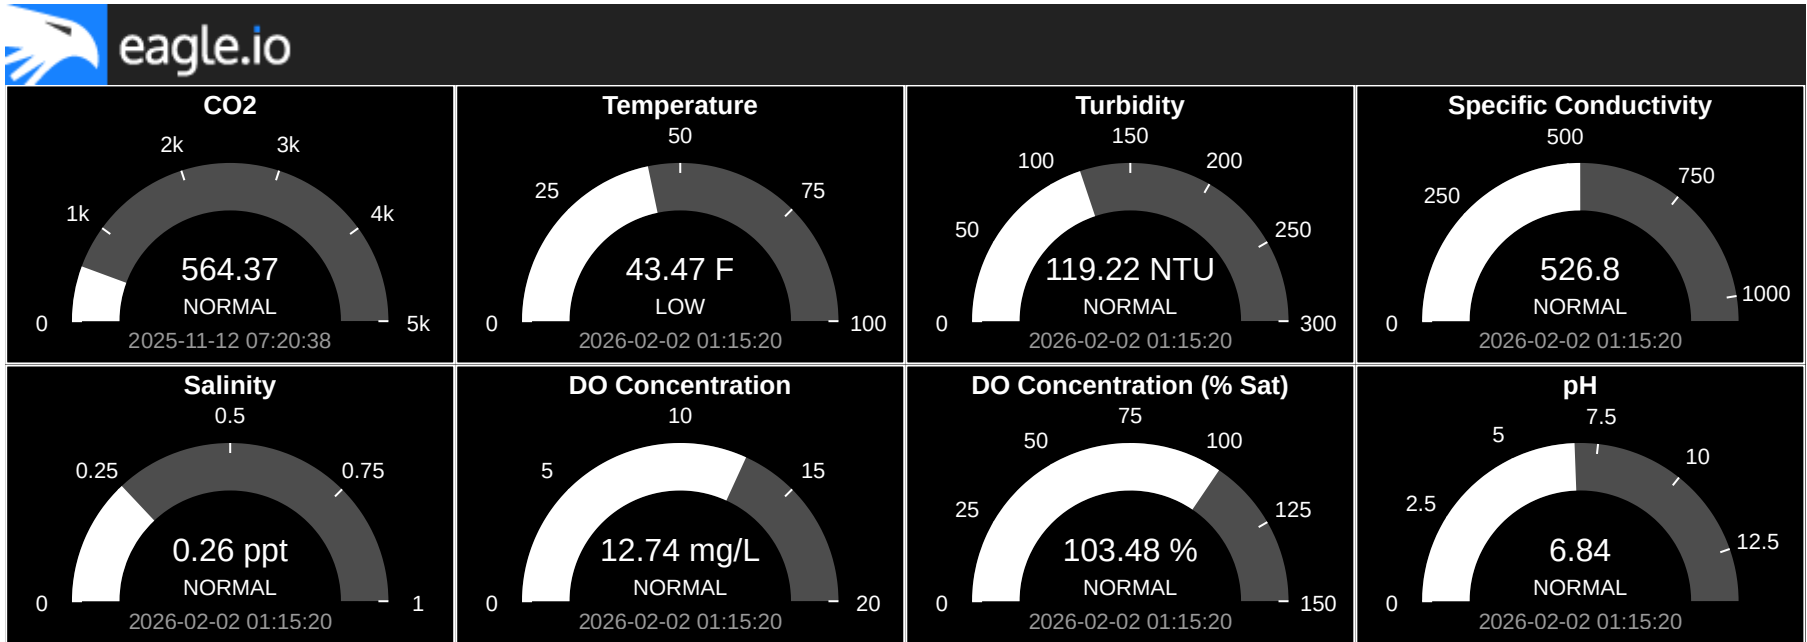 eagle.io
CO2
2k
3k
1k
4k
0
5k
564.37
NORMAL
2025-11-12 07:20:38
Temperature
50
25
75
0
100
43.47 F
LOW
2026-02-02 01:15:20
Turbidity
150
100
200
50
250
0
300
119.22 NTU
NORMAL
2026-02-02 01:15:20
Specific Conductivity
500
250
750
0
1000
526.8
NORMAL
2026-02-02 01:15:20
Salinity
0.5
0.25
0.75
0
1
0.26 ppt
NORMAL
2026-02-02 01:15:20
DO Concentration
10
5
15
0
20
12.74 mg/L
NORMAL
2026-02-02 01:15:20
DO Concentration (% Sat)
75
50
100
25
125
0
150
103.48 %
NORMAL
2026-02-02 01:15:20
pH
7.5
5
10
2.5
12.5
0
6.84
NORMAL
2026-02-02 01:15:20